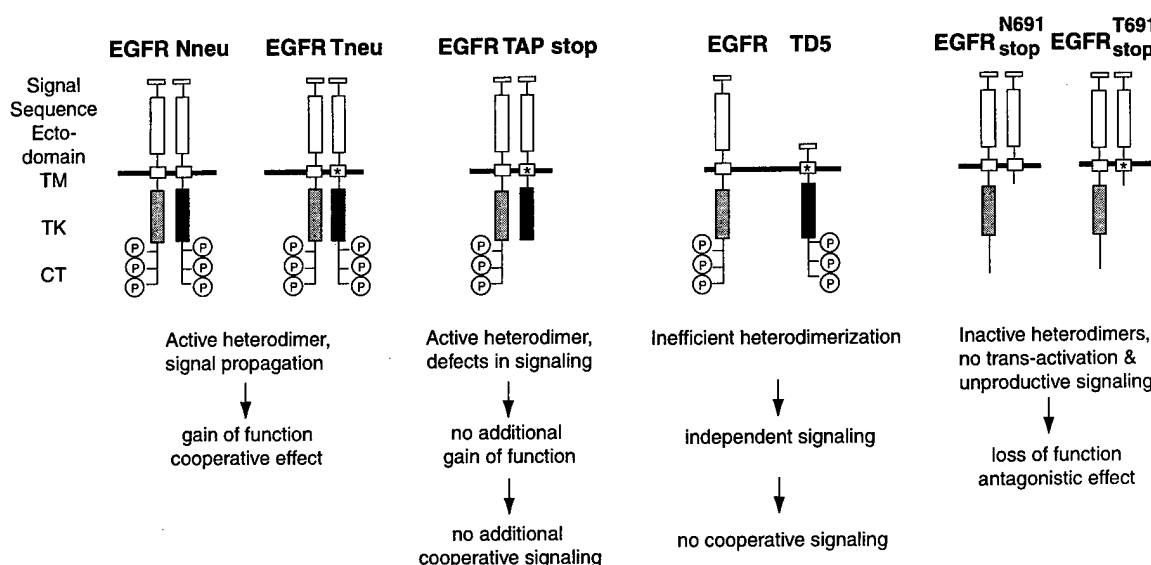 EGFR Nneu EGFR Tneu EGFR TAP stop EGFR TD5 EGFR N691 stop EGFR T691 stop
Signal
Sequence
Ecto-
domain
TM
TK
CT
* * * *
P P P P P P
P P P P P P
P P P P P P
P P P
P P P
P P P
Active heterodimer,
signal propagation
gain of function
cooperative effect
Active heterodimer,
defects in signaling
no additional
gain of function
no additional
cooperative signaling
Inefficient heterodimerization
independent signaling
no cooperative signaling
Inactive heterodimers,
no trans-activation &
unproductive signaling
loss of function
antagonistic effect